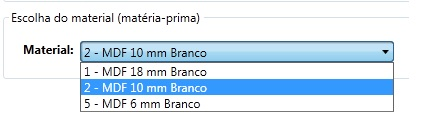 Escolha do material (matéria-prima)
Material: 2 - MDF 10 mm Branco
1 - MDF 18 mm Branco
2 - MDF 10 mm Branco
5 - MDF 6 mm Branco